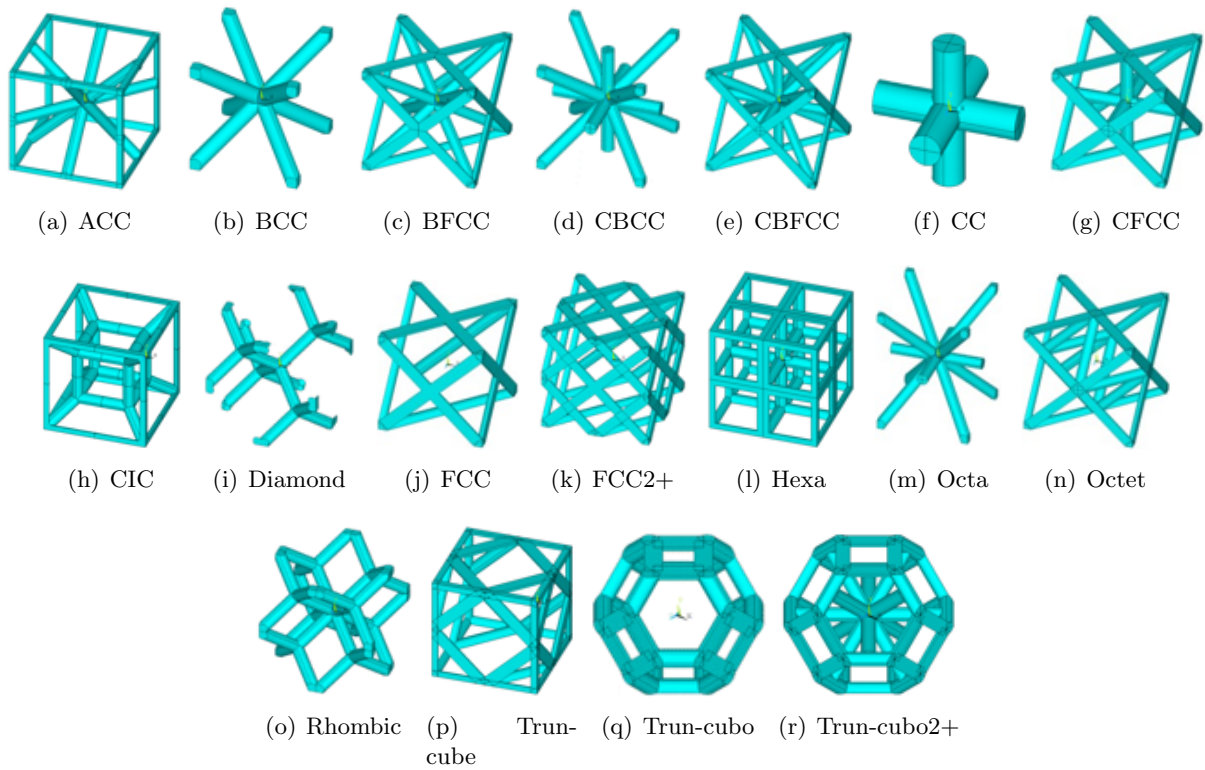 (a) ACC (b) BCC (c) BFCC (d) CBCC (e) CBFCC (f) CC (g) CFCC
(h) CIC (i) Diamond (j) FCC (k) FCC2+ (l) Hexa (m) Octa (n) Octet
(o) Rhombic (p) Trun- (q) Trun-cubo (r) Trun-cubo2+
cube